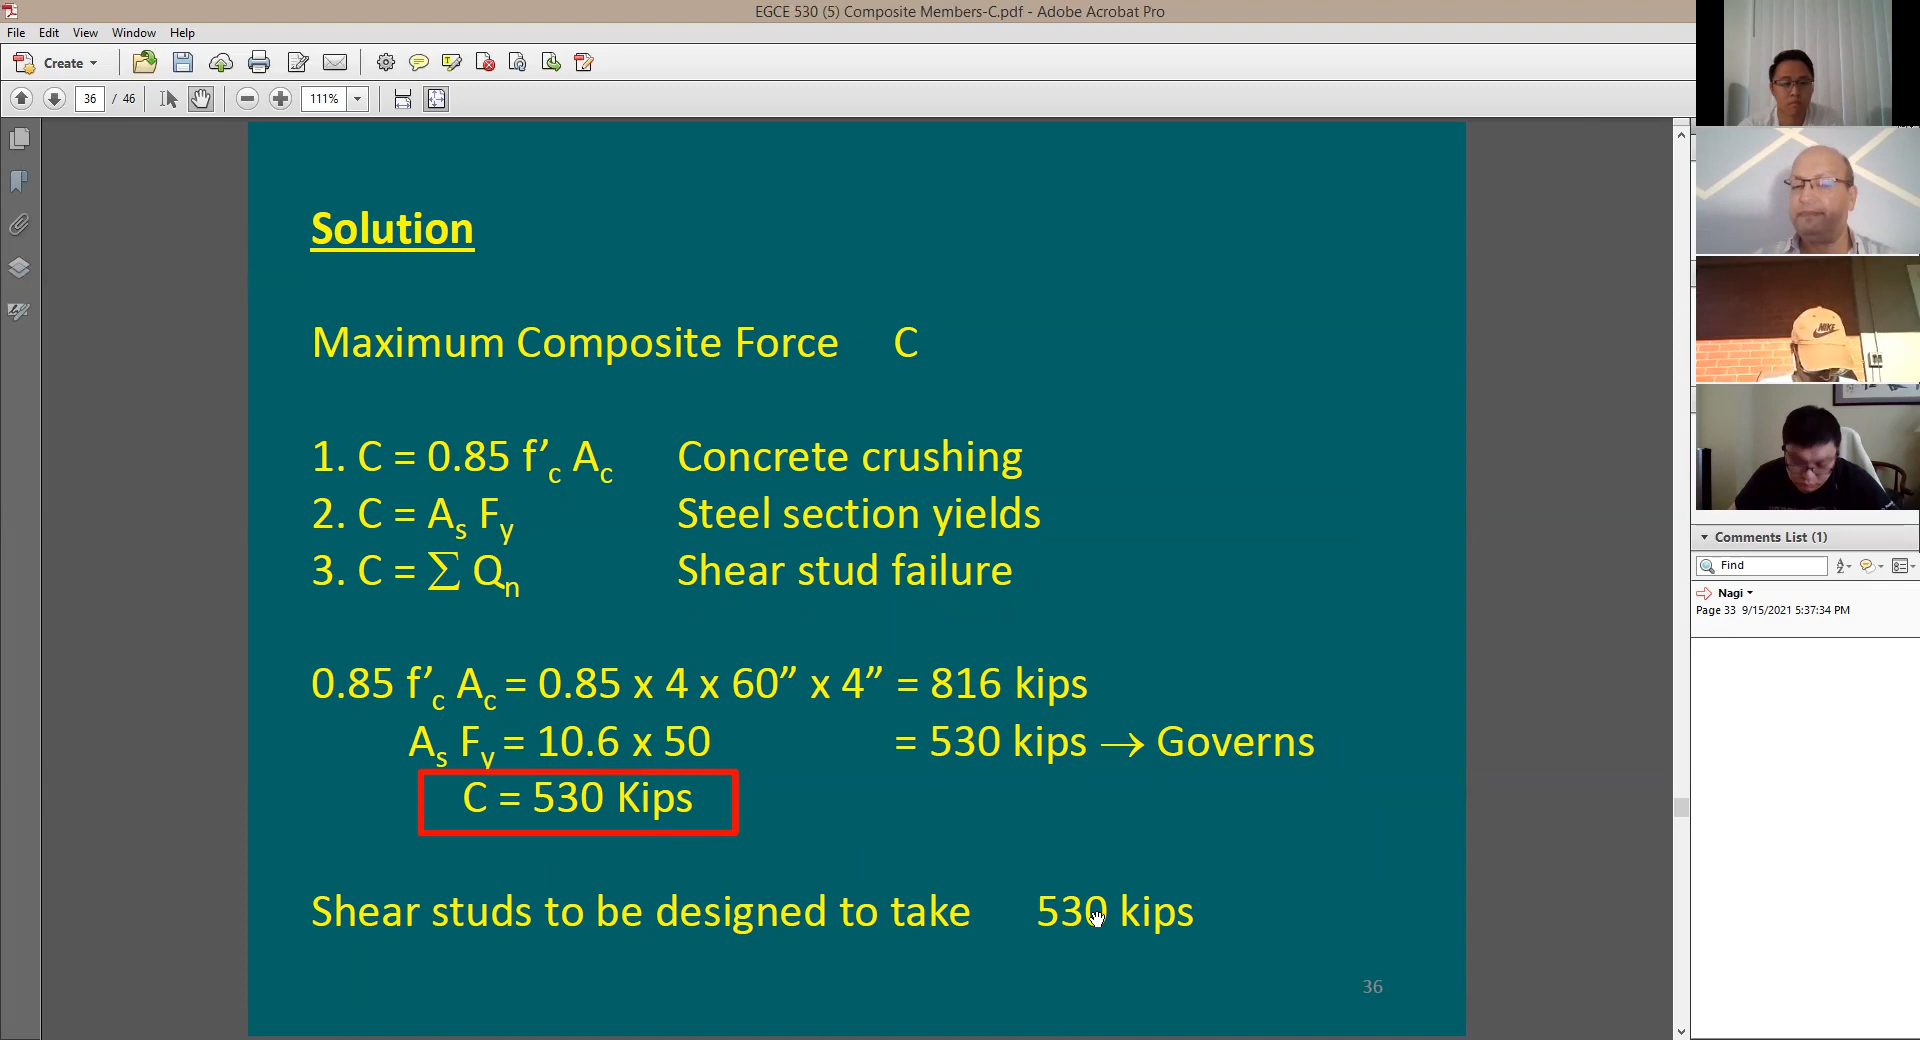 EGCE 530 (5) Composite Members-C.pdf - Adobe Acrobat Pro
File Edit View Window Help
Create
36 / 46 111%
Solution
Maximum Composite Force C
1. C = 0.85 f’c Ac Concrete crushing
2. C = As Fy Steel section yields
3. C = ∑ Qn Shear stud failure
0.85 f’c Ac = 0.85 x 4 x 60” x 4” = 816 kips
As Fy = 10.6 x 50 = 530 kips → Governs
C = 530 Kips
Shear studs to be designed to take 530 kips
36
NIKE
Comments List (1)
Find
Nagi
Page 33 9/15/2021 5:37:34 PM